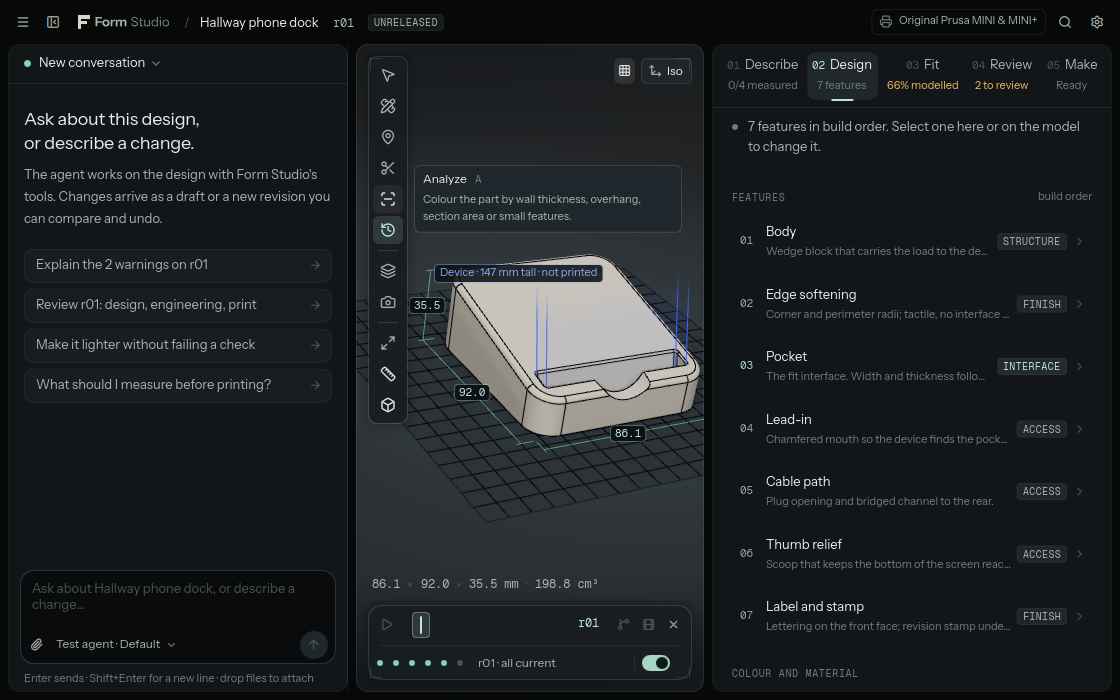 Form Studio / Hallway phone dock r01 UNRELEASED
Original Prusa MINI & MINI+
New conversation
Ask about this design,
or describe a change.
The agent works on the design with Form Studio's
tools. Changes arrive as a draft or a new revision you
can compare and undo.
Explain the 2 warnings on r01
Review r01: design, engineering, print
Make it lighter without failing a check
What should I measure before printing?
Ask about Hallway phone dock, or describe a
change…
Test agent · Default
Enter sends · Shift+Enter for a new line · drop files to attach
Iso
Analyze A
Colour the part by wall thickness, overhang,
section area or small features.
Device · 147 mm tall · not printed
35.5
92.0
86.1
86.1 × 92.0 × 35.5 mm · 198.8 cm³
r01
r01 · all current
01 Describe
0/4 measured
02 Design
7 features
03 Fit
66% modelled
04 Review
2 to review
05 Make
Ready
7 features in build order. Select one here or on the model
to change it.
FEATURES
build order
01 Body
Wedge block that carries the load to the de…
STRUCTURE
02 Edge softening
Corner and perimeter radii; tactile, no interface …
FINISH
03 Pocket
The fit interface. Width and thickness follo…
INTERFACE
04 Lead-in
Chamfered mouth so the device finds the pock…
ACCESS
05 Cable path
Plug opening and bridged channel to the rear.
ACCESS
06 Thumb relief
Scoop that keeps the bottom of the screen reac…
ACCESS
07 Label and stamp
Lettering on the front face; revision stamp unde…
FINISH
COLOUR AND MATERIAL